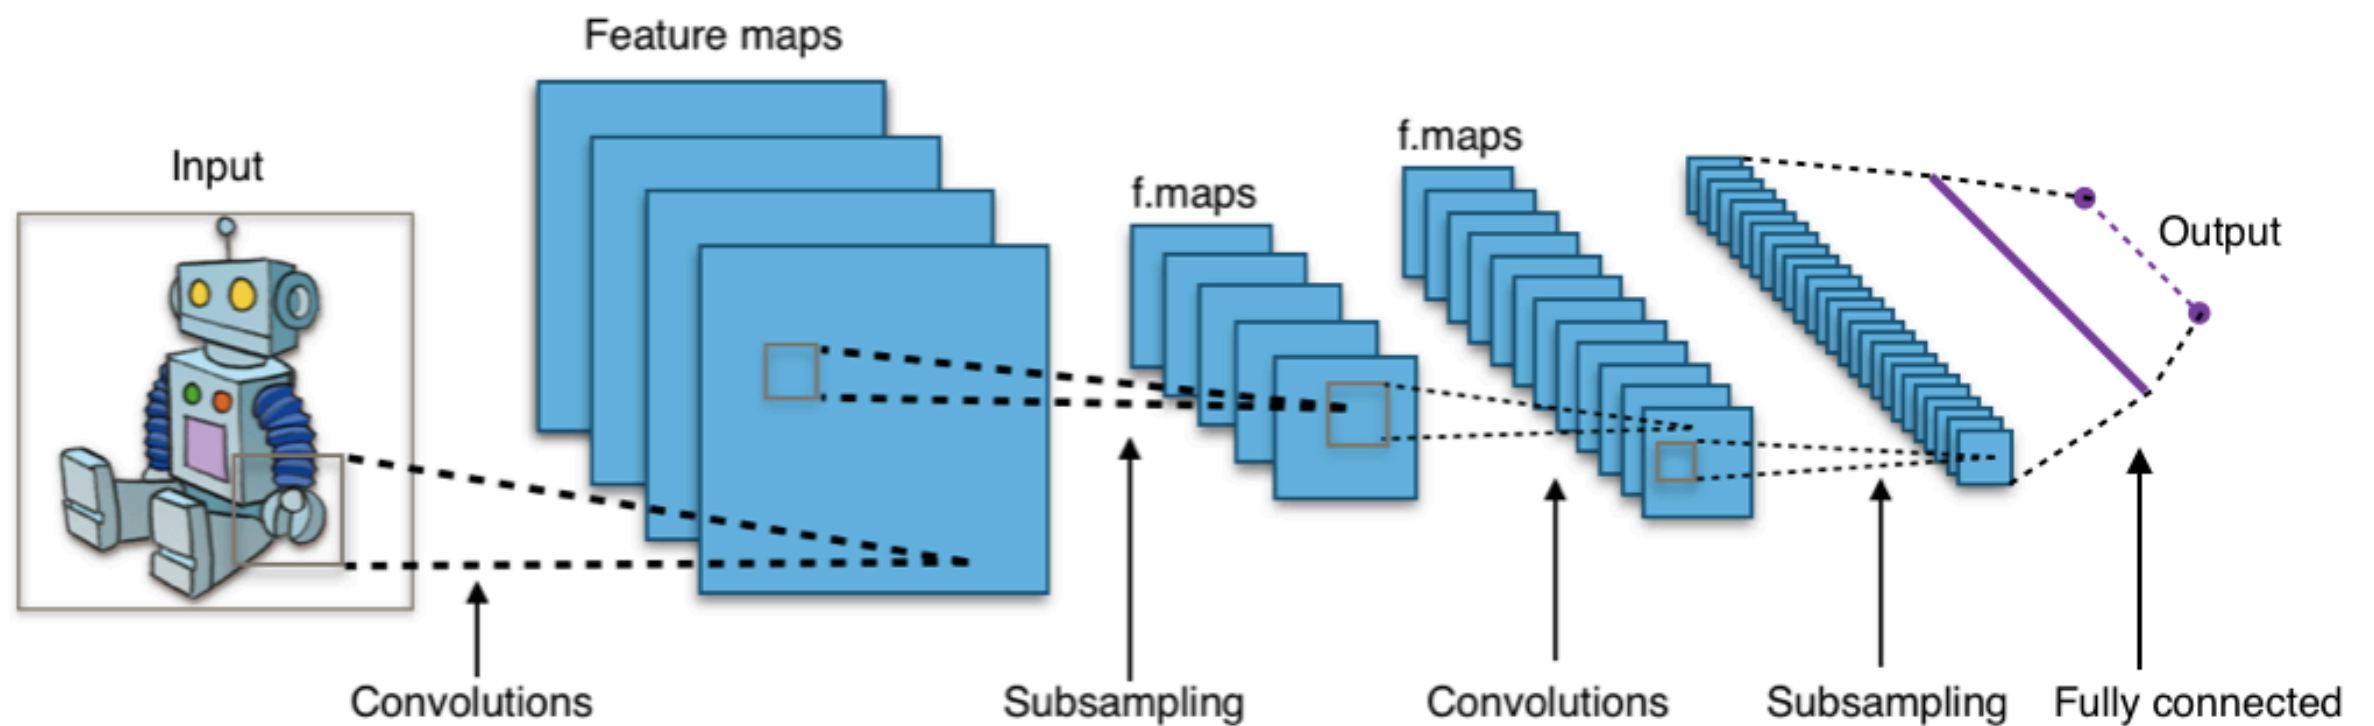 Feature maps
Input
f.maps
f.maps
Output
Convolutions
Subsampling
Convolutions
Subsampling
Fully connected